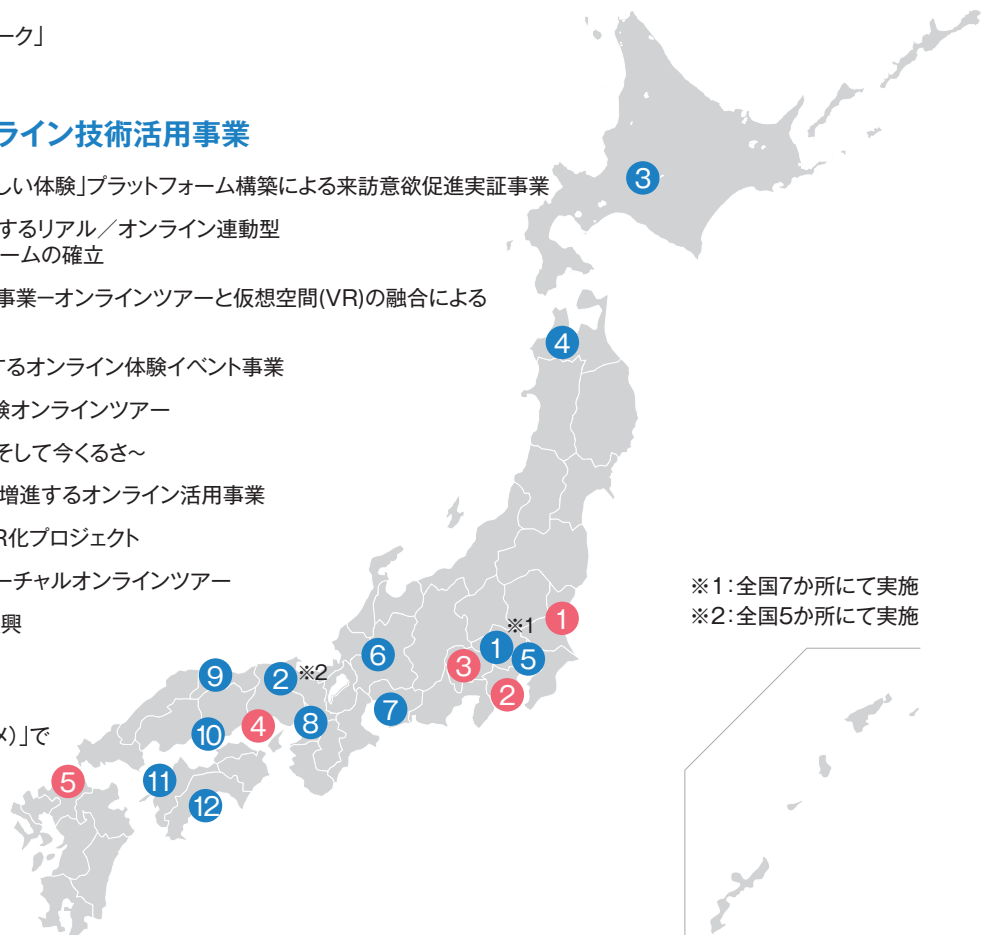 ーク」
ライン技術活用事業
しい体験」プラットフォーム構築による来訪意欲促進実証事業
するリアル／オンライン連動型
ームの確立
事業ーオンラインツアーと仮想空間(VR)の融合による
するオンライン体験イベント事業
験オンラインツアー
そして今くるさ～
増進するオンライン活用事業
R化プロジェクト
ーチャルオンラインツアー
興
メ）」で
3
4
※1
1
1
5
3
2
6
7
9
2
※2
8
4
10
5
11
12
※1：全国7か所にて実施
※2：全国5か所にて実施